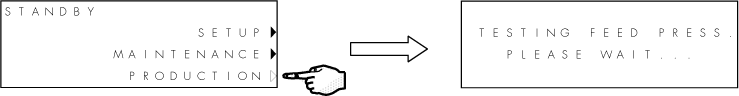 STANDBY
SETUP
MAINTENANCE
PRODUCTION
TESTING FEED PRESS.
PLEASE WAIT...